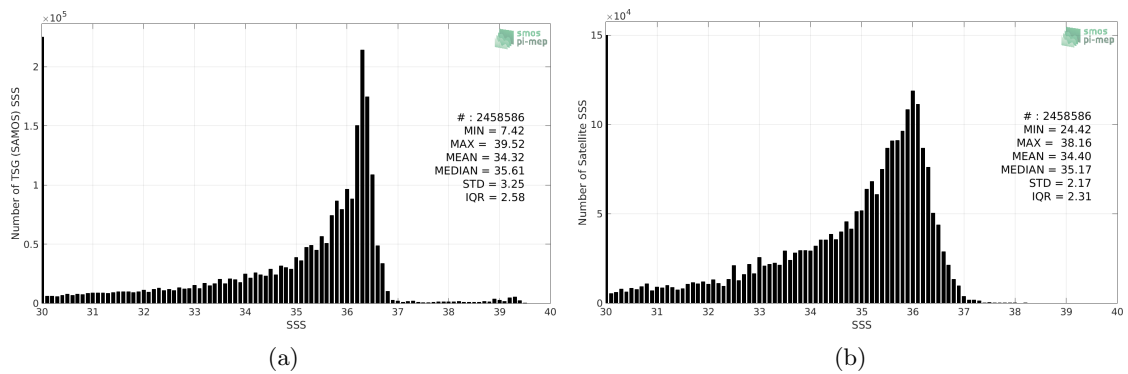 ×10⁵
smos
pi-mep
Number of TSG (SAMOS) SSS
2
1.5
1
0.5
0
# : 2458586
MIN = 7.42
MAX = 39.52
MEAN = 34.32
MEDIAN = 35.61
STD = 3.25
IQR = 2.58
30 31 32 33 34 35 36 37 38 39 40
SSS
(a)
×10⁴
smos
pi-mep
Number of Satellite SSS
15
10
5
0
# : 2458586
MIN = 24.42
MAX = 38.16
MEAN = 34.40
MEDIAN = 35.17
STD = 2.17
IQR = 2.31
30 31 32 33 34 35 36 37 38 39 40
SSS
(b)